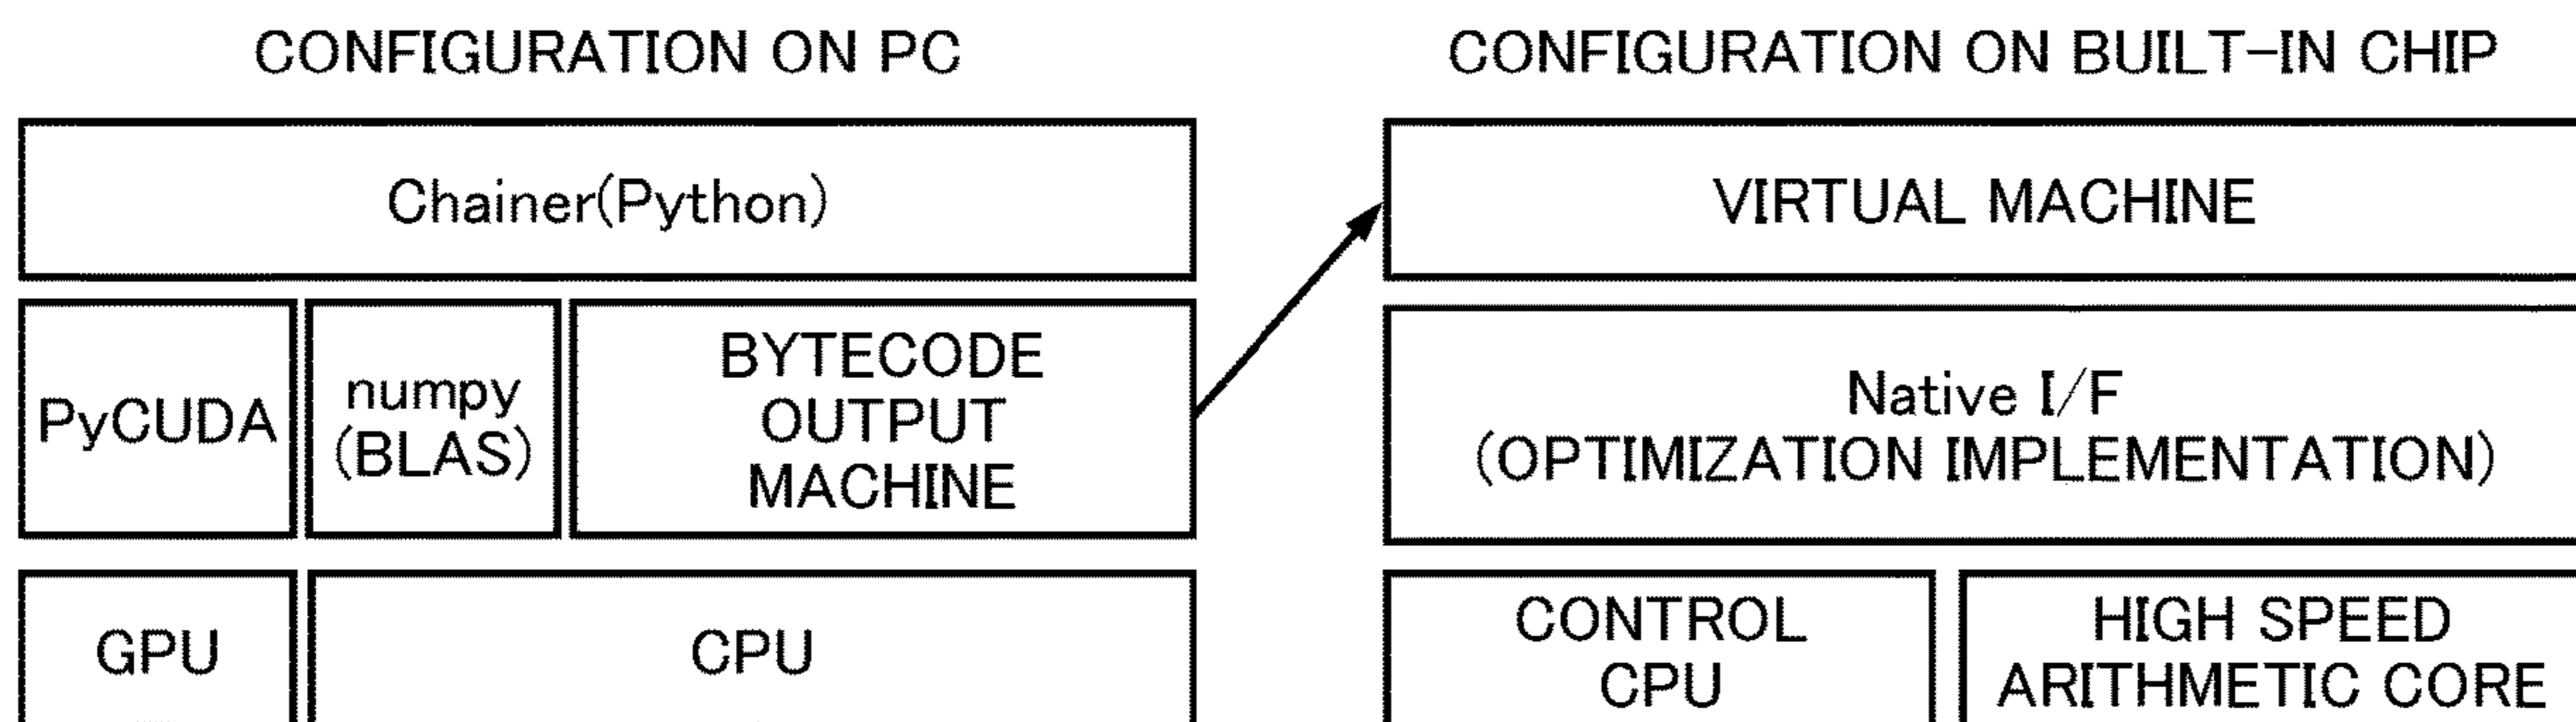 CONFIGURATION ON PC
Chainer(Python)
PyCUDA
numpy
(BLAS)
BYTECODE
OUTPUT
MACHINE
GPU
CPU
CONFIGURATION ON BUILT-IN CHIP
VIRTUAL MACHINE
Native I/F
(OPTIMIZATION IMPLEMENTATION)
CONTROL
CPU
HIGH SPEED
ARITHMETIC CORE